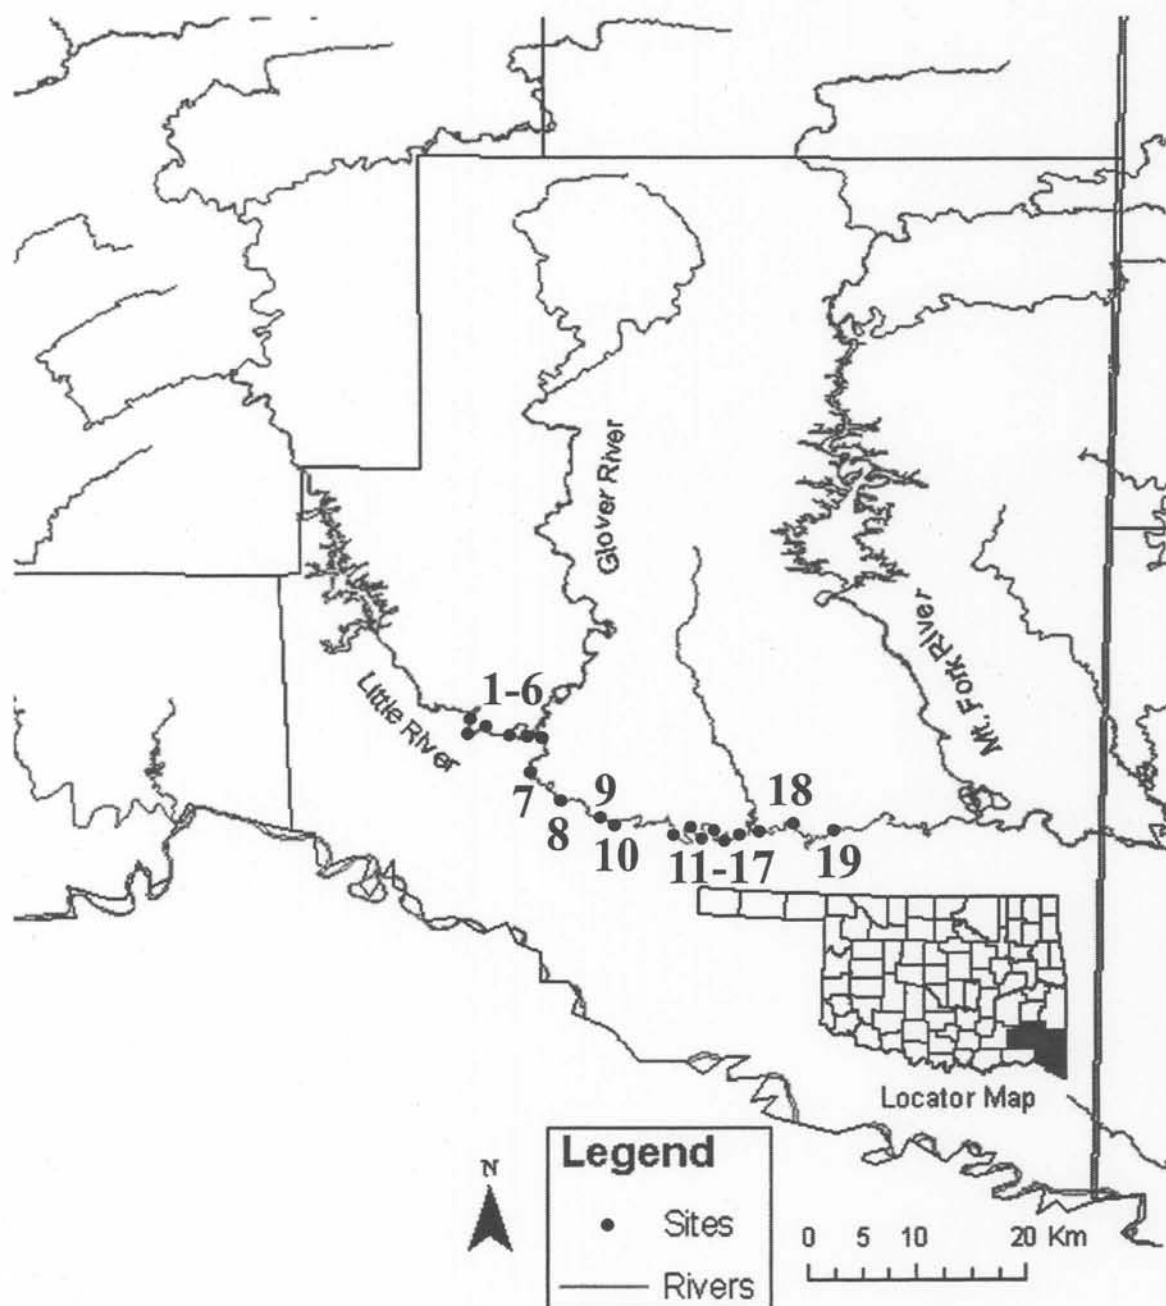 Glover River
Mt. Fork River
Little River
1-6
7
8
9
10
11-17
18
19
Locator Map
N
Legend
Sites
Rivers
0 5 10 20 Km